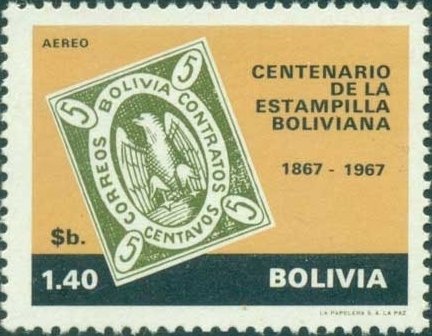 AEREO
CENTENARIO
DE LA
ESTAMPILLA
BOLIVIANA
1867 - 1967
5 5
BOLIVIA
CORREOS
CONTRATOS
CENTAVOS
5 5
$b.
1.40
BOLIVIA
LA PAPELERA S. A. LA PAZ